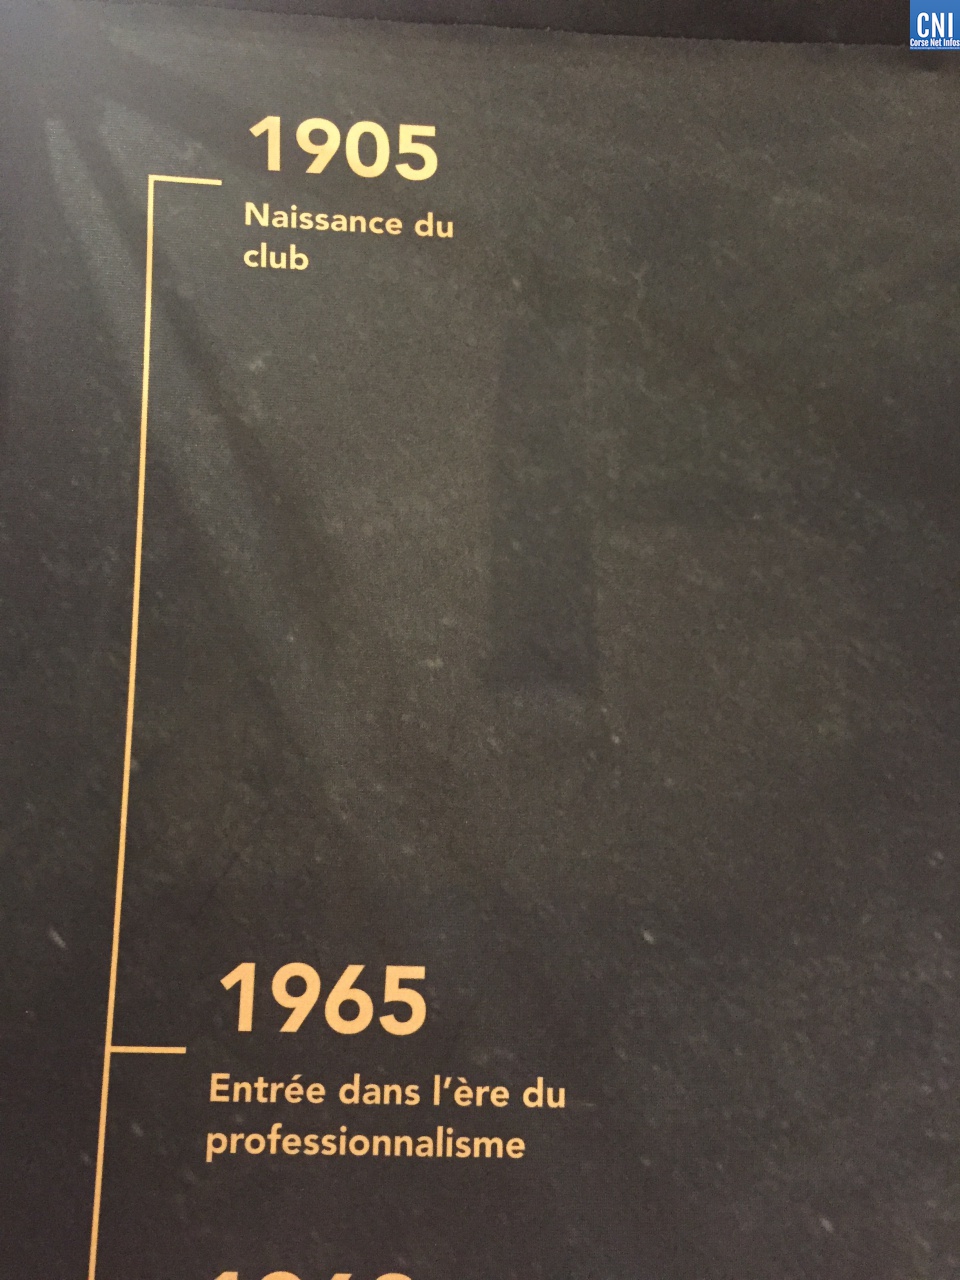 CNI
Corse Net Infos
1905
Naissance du
club
1965
Entrée dans l'ère du
professionnalisme